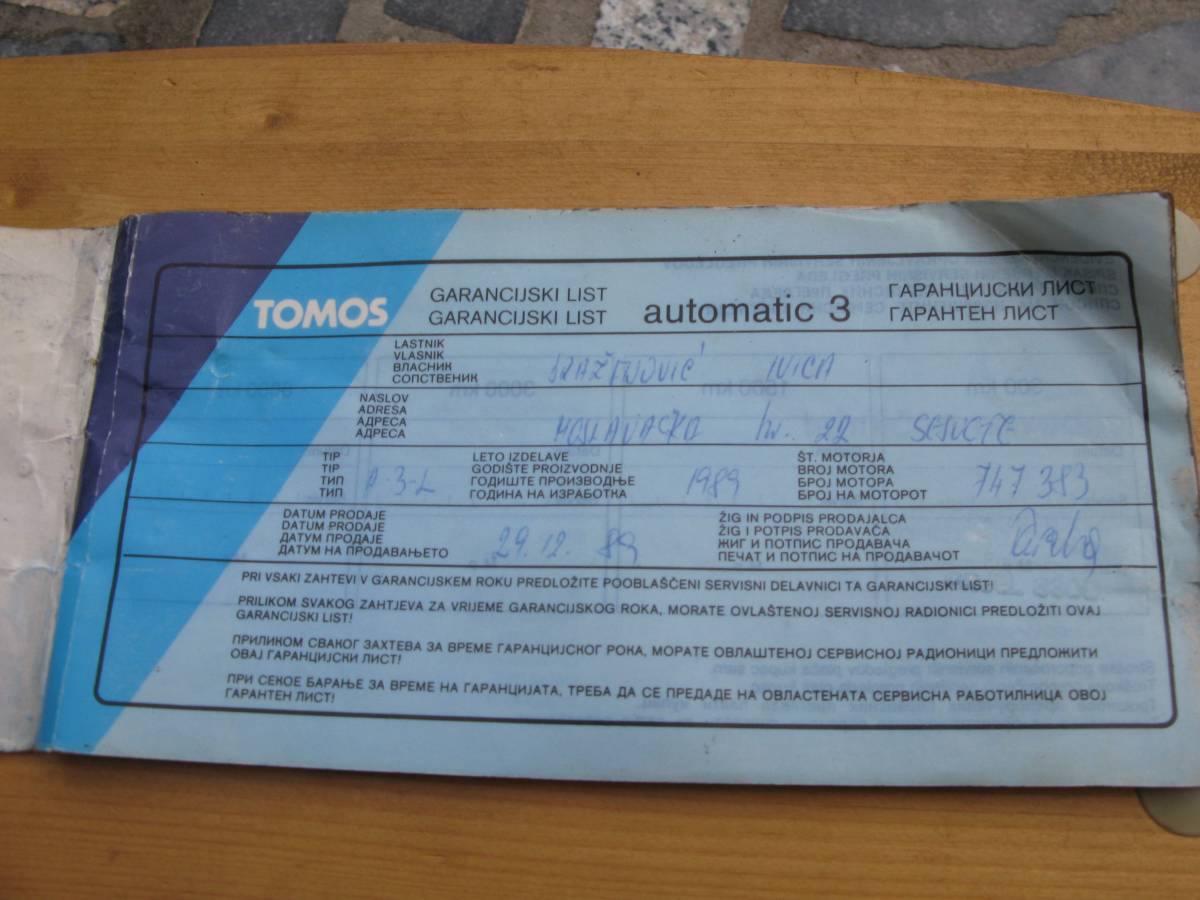 TOMOS
GARANCIJSKI LIST
GARANCIJSKI LIST
automatic 3
ГАРАНЦИЈСКИ ЛИСТ
ГАРАНТЕН ЛИСТ
LASTNIK
VLASNIK
ВЛАСНИК
СОПСТВЕНИК
IVICA
NASLOV
ADRESA
АДРЕСА
АДРЕСА
22
TIP
TIP
ТИП
ТИП
A-3-L
LETO IZDELAVE
GODIŠTE PROIZVODNJE
ГОДИШТЕ ПРОИЗВОДЊЕ
ГОДИНА НА ИЗРАБОТКА
1989
ŠT. MOTORJA
BROJ MOTORA
БРОЈ МОТОРА
БРОЈ НА МОТОРОТ
747383
DATUM PRODAJE
DATUM PRODAJE
ДАТУМ ПРОДАЈЕ
ДАТУМ НА ПРОДАВАЊЕТО
29.12. 89
ŽIG IN PODPIS PRODAJALCA
ŽIG I POTPIS PRODAVAČA
ЖИГ И ПОТПИС ПРОДАВАЧА
ПЕЧАТ И ПОТПИС НА ПРОДАВАЧОТ
PRI VSAKI ZAHTEVI V GARANCIJSKEM ROKU PREDLOŽITE POOBLAŠČENI SERVISNI DELAVNICI TA GARANCIJSKI LIST!
PRILIKOM SVAKOG ZAHTJEVA ZA VRIJEME GARANCIJSKOG ROKA, MORATE OVLAŠTENOJ SERVISNOJ RADIONICI PREDLOŽITI OVAJ
GARANCIJSKI LIST!
ПРИЛИКОМ СВАКОГ ЗАХТЕВА ЗА ВРЕМЕ ГАРАНЦИЈСКОГ РОКА, МОРАТЕ ОВЛАШТЕНОЈ СЕРВИСНОЈ РАДИОНИЦИ ПРЕДЛОЖИТИ
ОВАЈ ГАРАНЦИЈСКИ ЛИСТ!
ПРИ СЕКОЕ БАРАЊЕ ЗА ВРЕМЕ НА ГАРАНЦИЈАТА, ТРЕБА ДА СЕ ПРЕДАДЕ НА ОВЛАСТЕНАТА СЕРВИСНА РАБОТИЛНИЦА ОВОЈ
ГАРАНТЕН ЛИСТ!